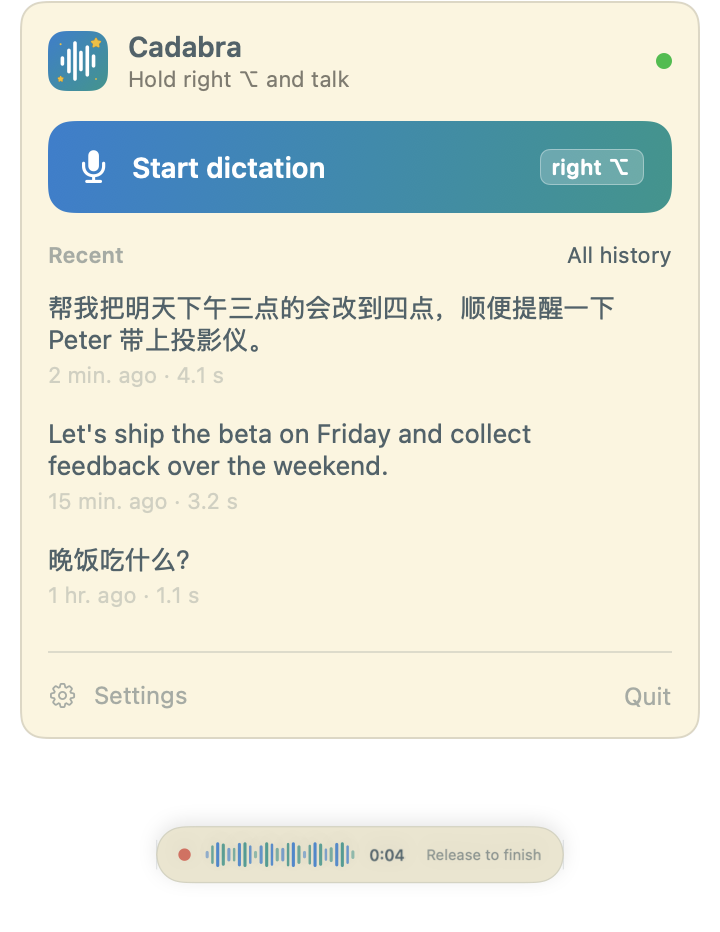 Cadabra
Hold right ⌥ and talk
Start dictation
right ⌥
Recent
All history
帮我把明天下午三点的会改到四点，顺便提醒一下
Peter 带上投影仪。
2 min. ago · 4.1 s
Let's ship the beta on Friday and collect
feedback over the weekend.
15 min. ago · 3.2 s
晚饭吃什么？
1 hr. ago · 1.1 s
Settings
Quit
0:04
Release to finish